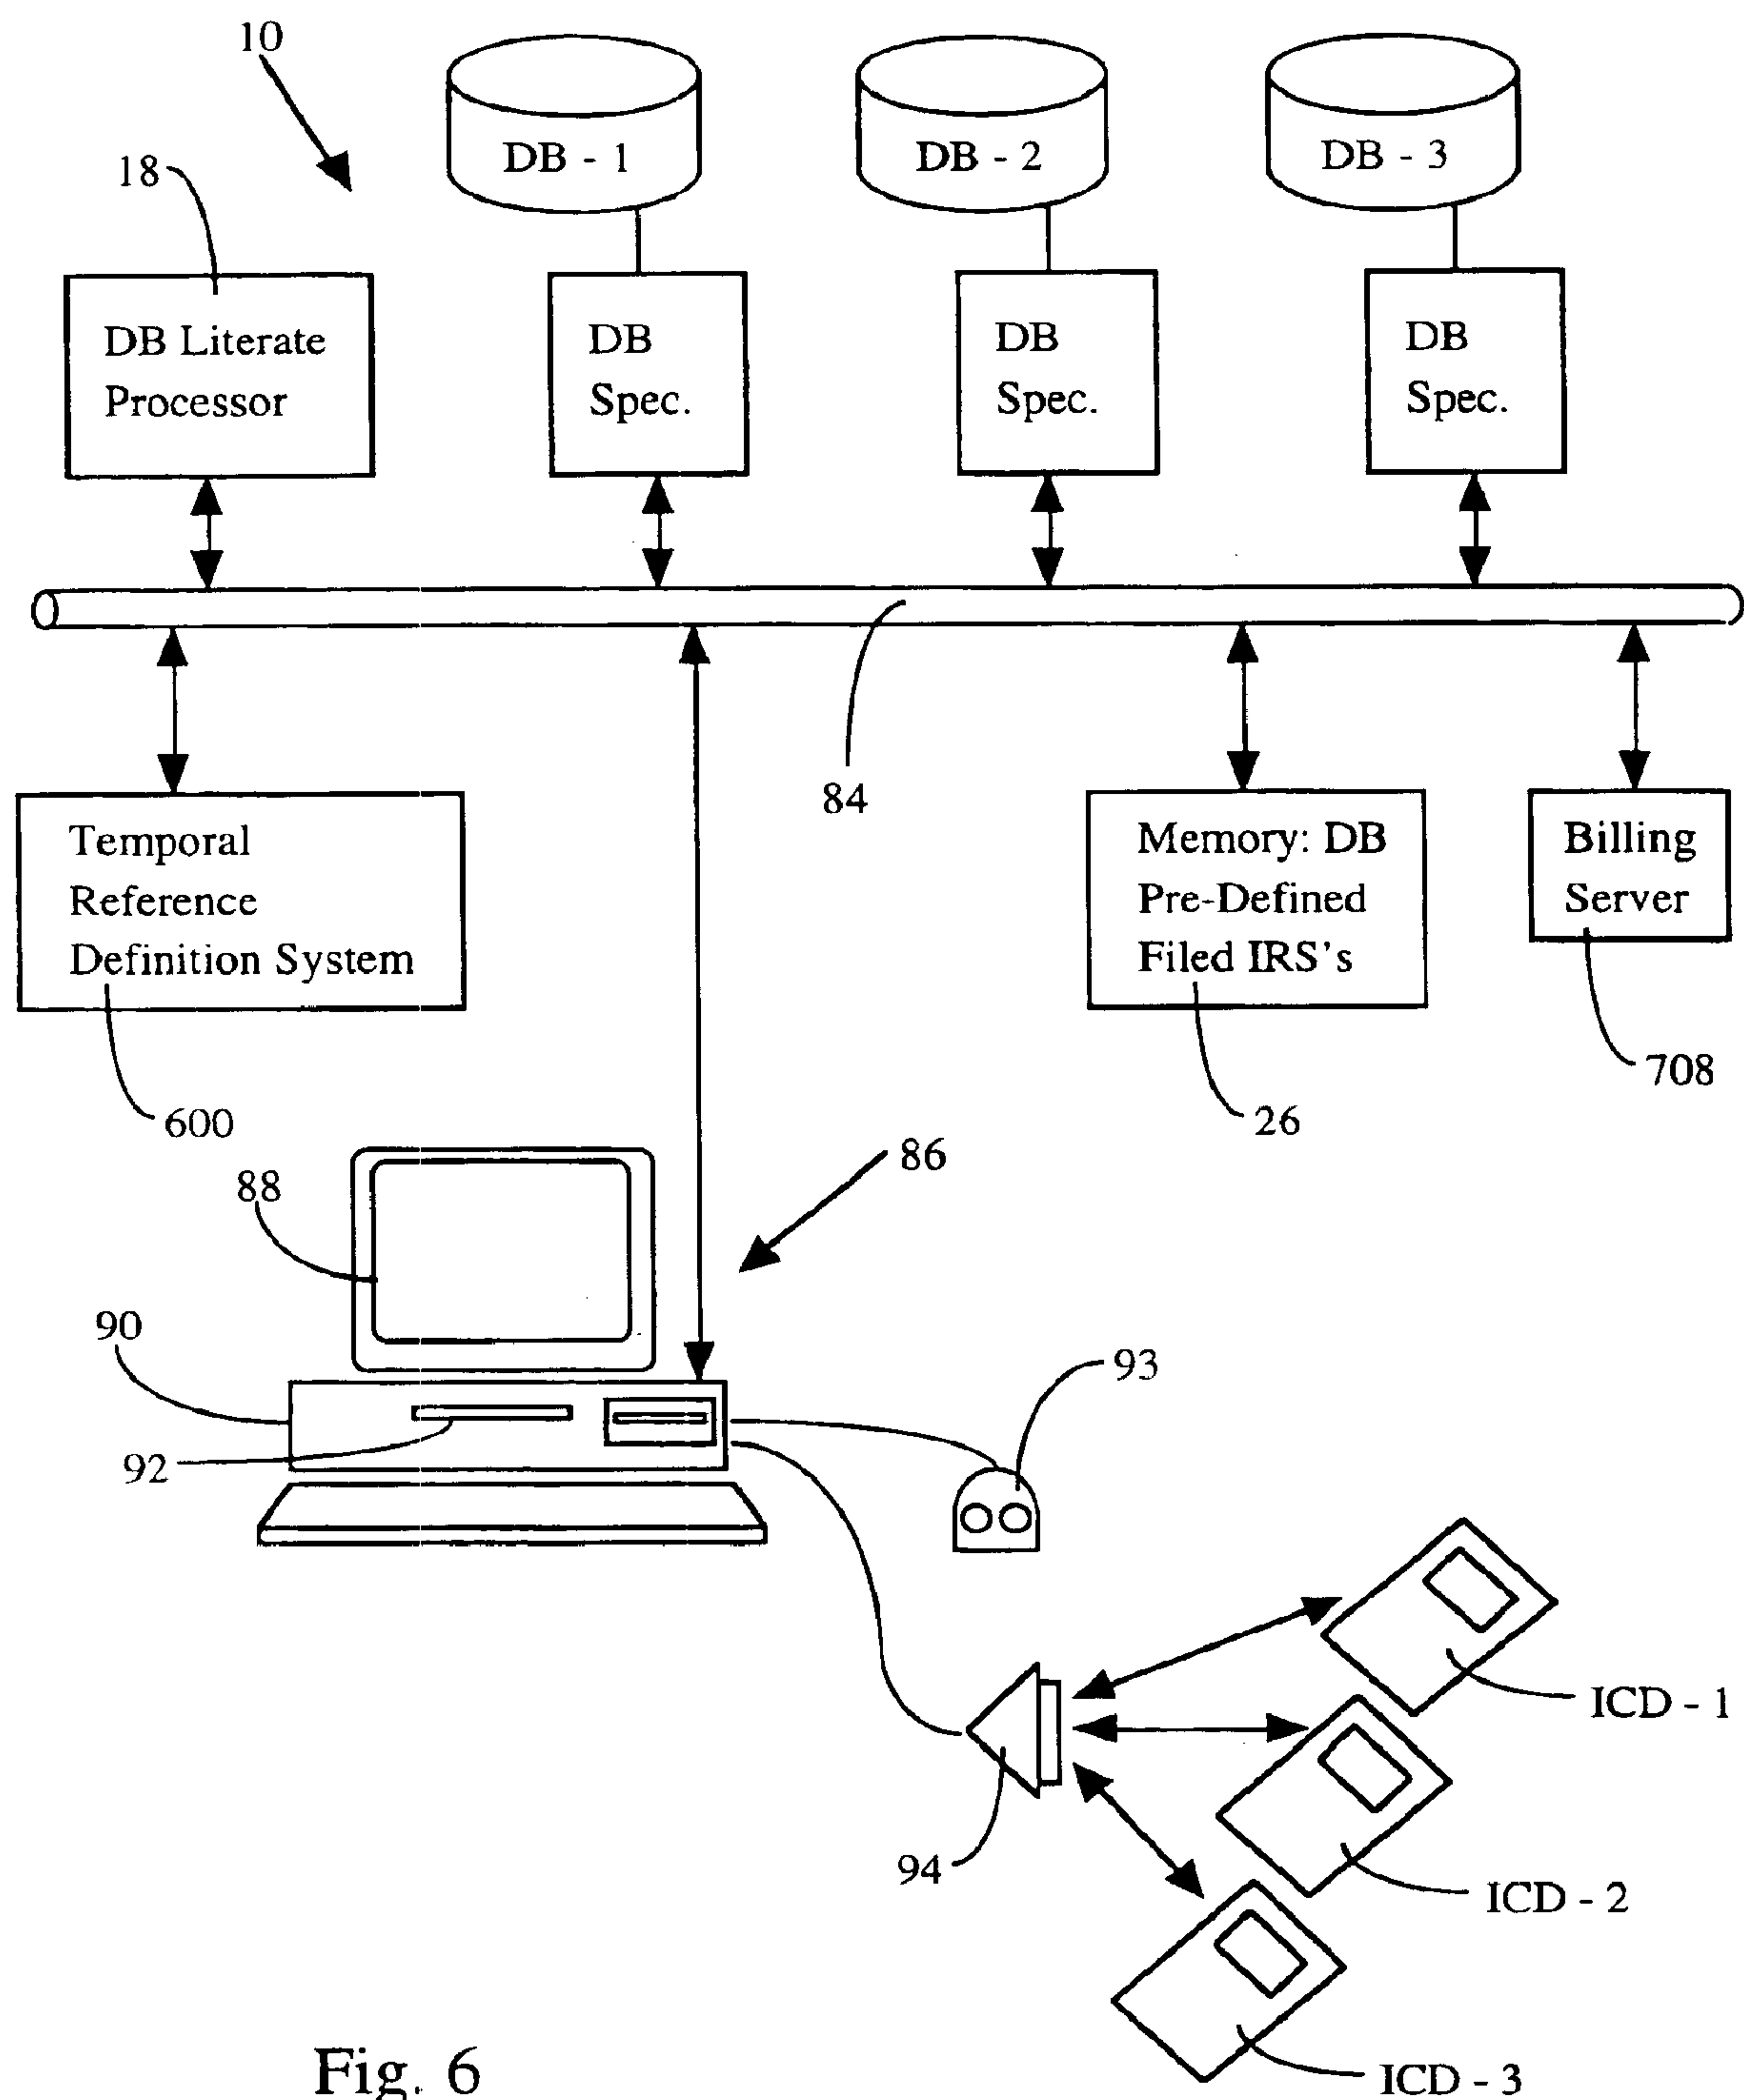 10
DB - 1
DB - 2
DB - 3
18
DB Literate
Processor
DB
Spec.
DB
Spec.
DB
Spec.
84
Temporal
Reference
Definition System
Memory: DB
Pre-Defined
Filed IRS's
Billing
Server
708
600
26
86
88
90
93
92
ICD - 1
94
ICD - 2
ICD - 3
Fig. 6